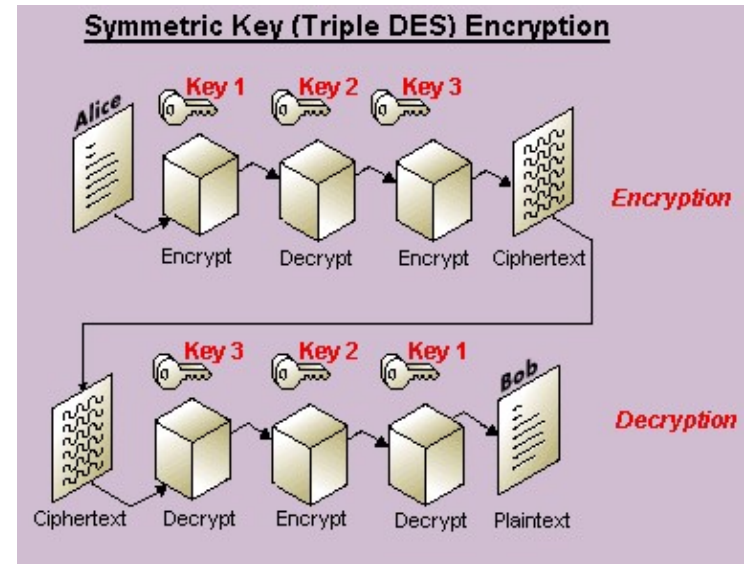 Symmetric Key (Triple DES) Encryption
Key 1 Key 2 Key 3
Alice
Encryption
Encrypt Decrypt Encrypt Ciphertext
Key 3 Key 2 Key 1
Bob
Decryption
Ciphertext Decrypt Encrypt Decrypt Plaintext